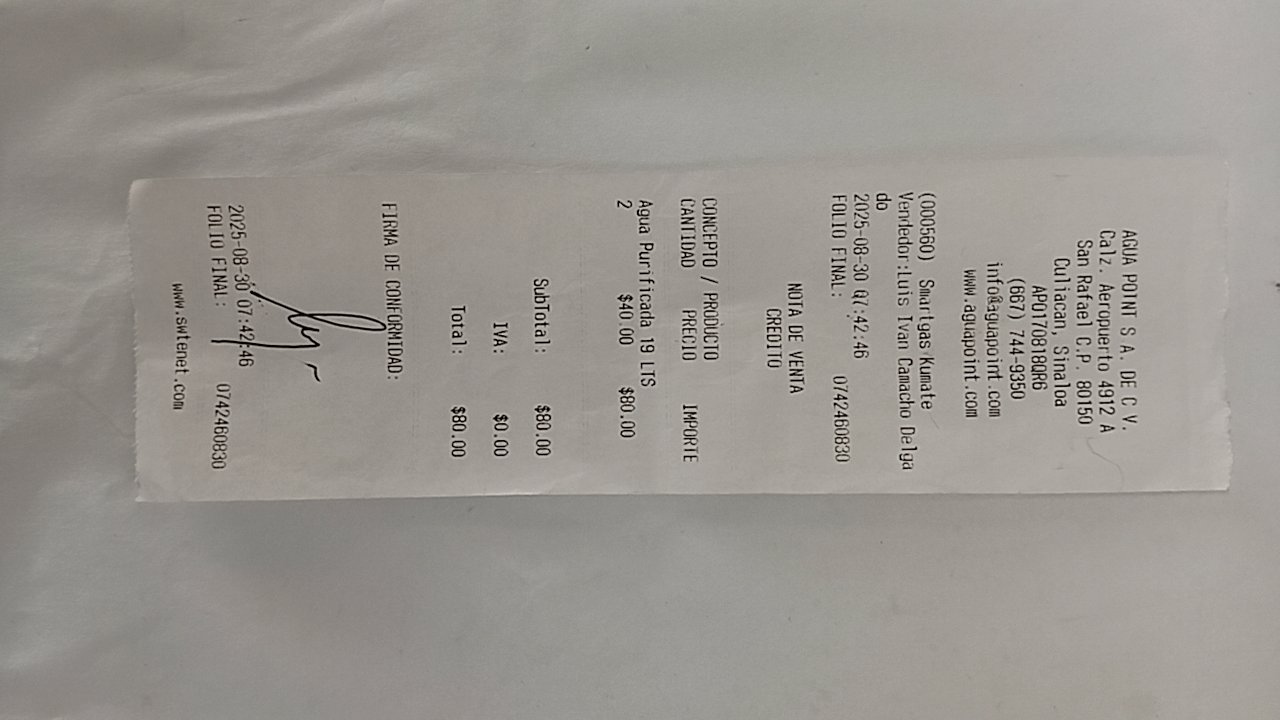 AGUA POINT S.A. DE C V.
Calz. Aeropuerto 4912 A
San Rafael C.P. 80150
Culiacan, Sinaloa
APO170818QR6
(667) 744-9350
info@aguapoint.com
www.aguapoint.com
(000560) Smartgas Kumate
Vendedor:Luis Ivan Camacho Delga
do
2025-08-30 07:42:46
FOLIO FINAL: 0742460830
NOTA DE VENTA
CREDITO
CONCEPTO / PRODUCTO
CANTIDAD PRECIO IMPORTE
Agua Purificada 19 LTS
2 $40.00 $80.00
SubTotal: $80.00
IVA: $0.00
Total: $80.00
FIRMA DE CONFORMIDAD:
2025-08-30 07:42:46
FOLIO FINAL: 0742460830
www.swtenet.com